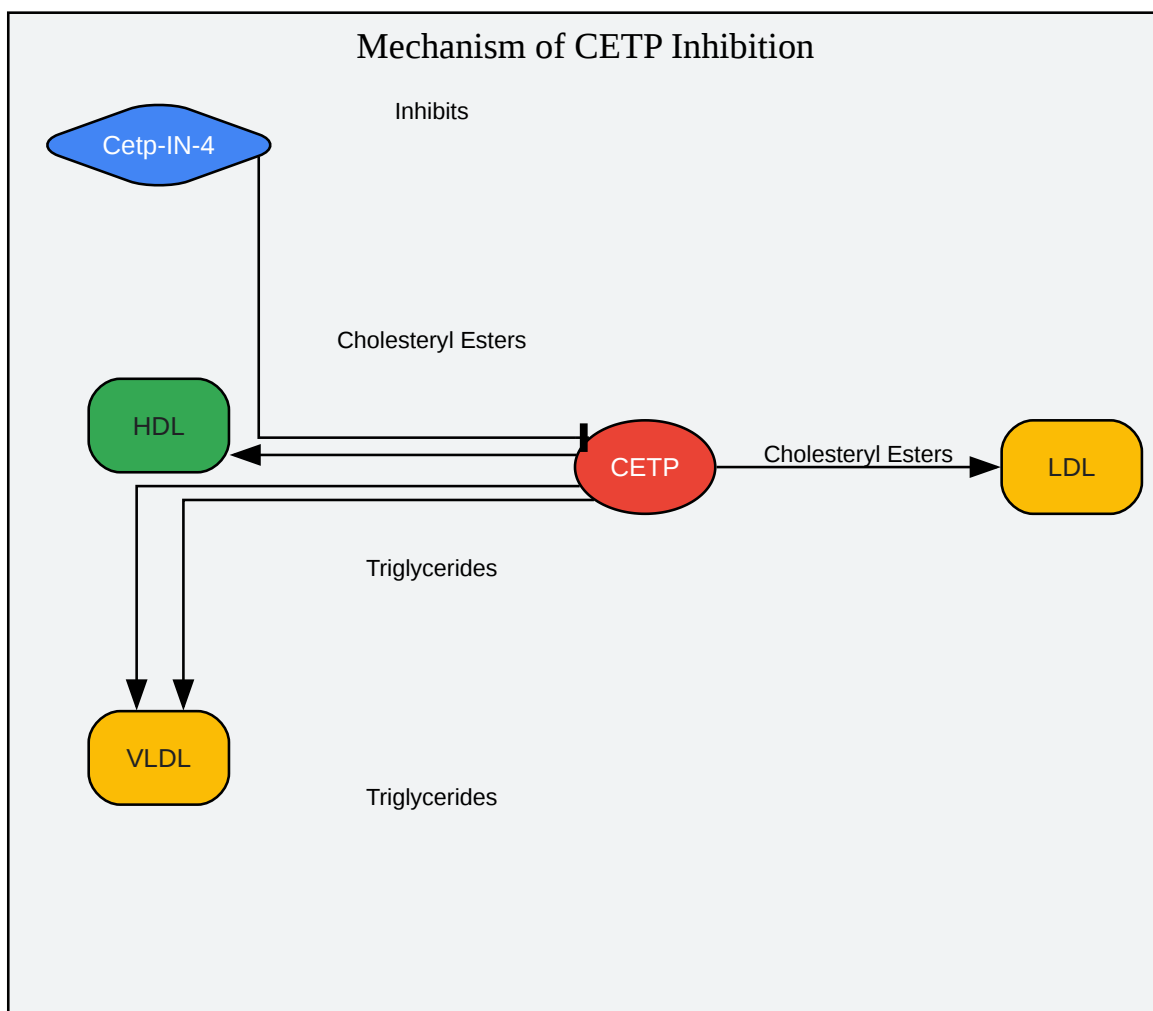 Mechanism of CETP Inhibition
Inhibits
Cetp-IN-4
Cholesteryl Esters
HDL
CETP
Cholesteryl Esters
LDL
Triglycerides
VLDL
Triglycerides